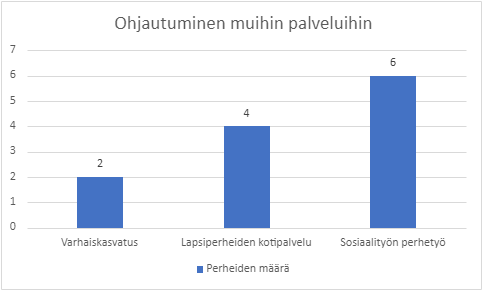 Ohjautuminen muihin palveluihin
7
6
5
4
3
2
1
0
2
4
6
Varhaiskasvatus
Lapsiperheiden kotipalvelu
Sosiaalityön perhetyö
Perheiden määrä